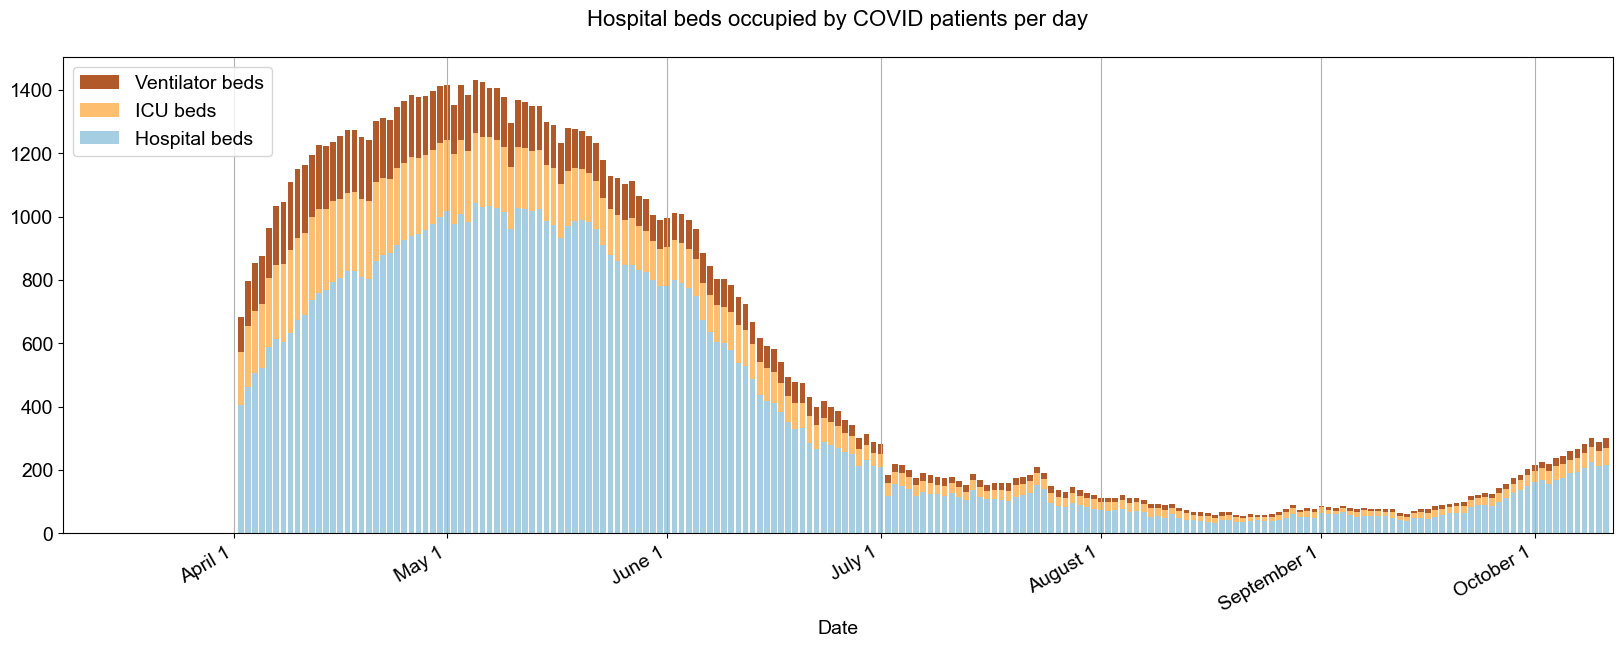 Hospital beds occupied by COVID patients per day
Ventilator beds
ICU beds
Hospital beds
1400
1200
1000
800
600
400
200
0
April 1
May 1
June 1
July 1
August 1
September 1
October 1
Date